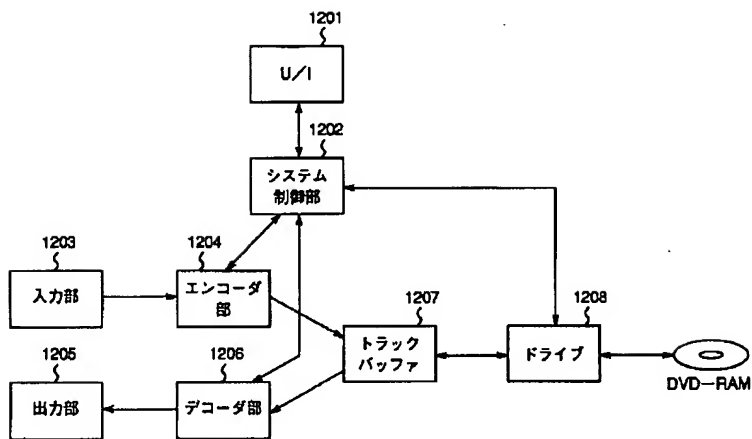 1201
U/I
1202
システム
制御部
1203
入力部
1204
エンコーダ
部
1205
出力部
1206
デコーダ部
1207
トラック
バッファ
1208
ドライブ
DVD-RAM